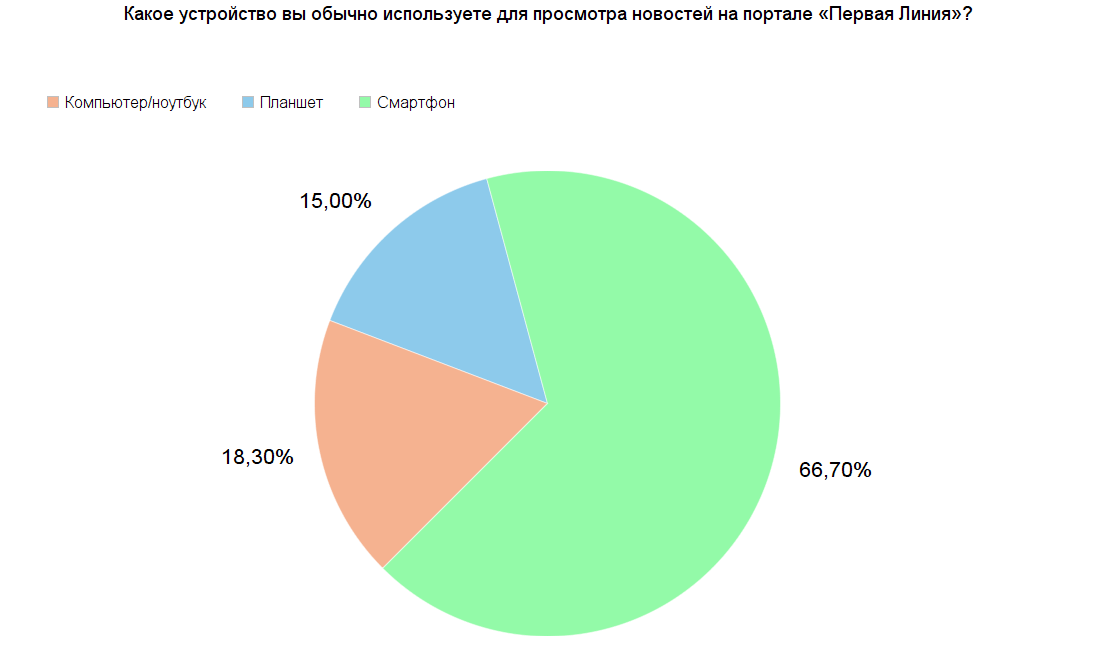 Какое устройство вы обычно используете для просмотра новостей на портале «Первая Линия»?
Компьютер/ноутбук Планшет Смартфон
15,00%
18,30%
66,70%